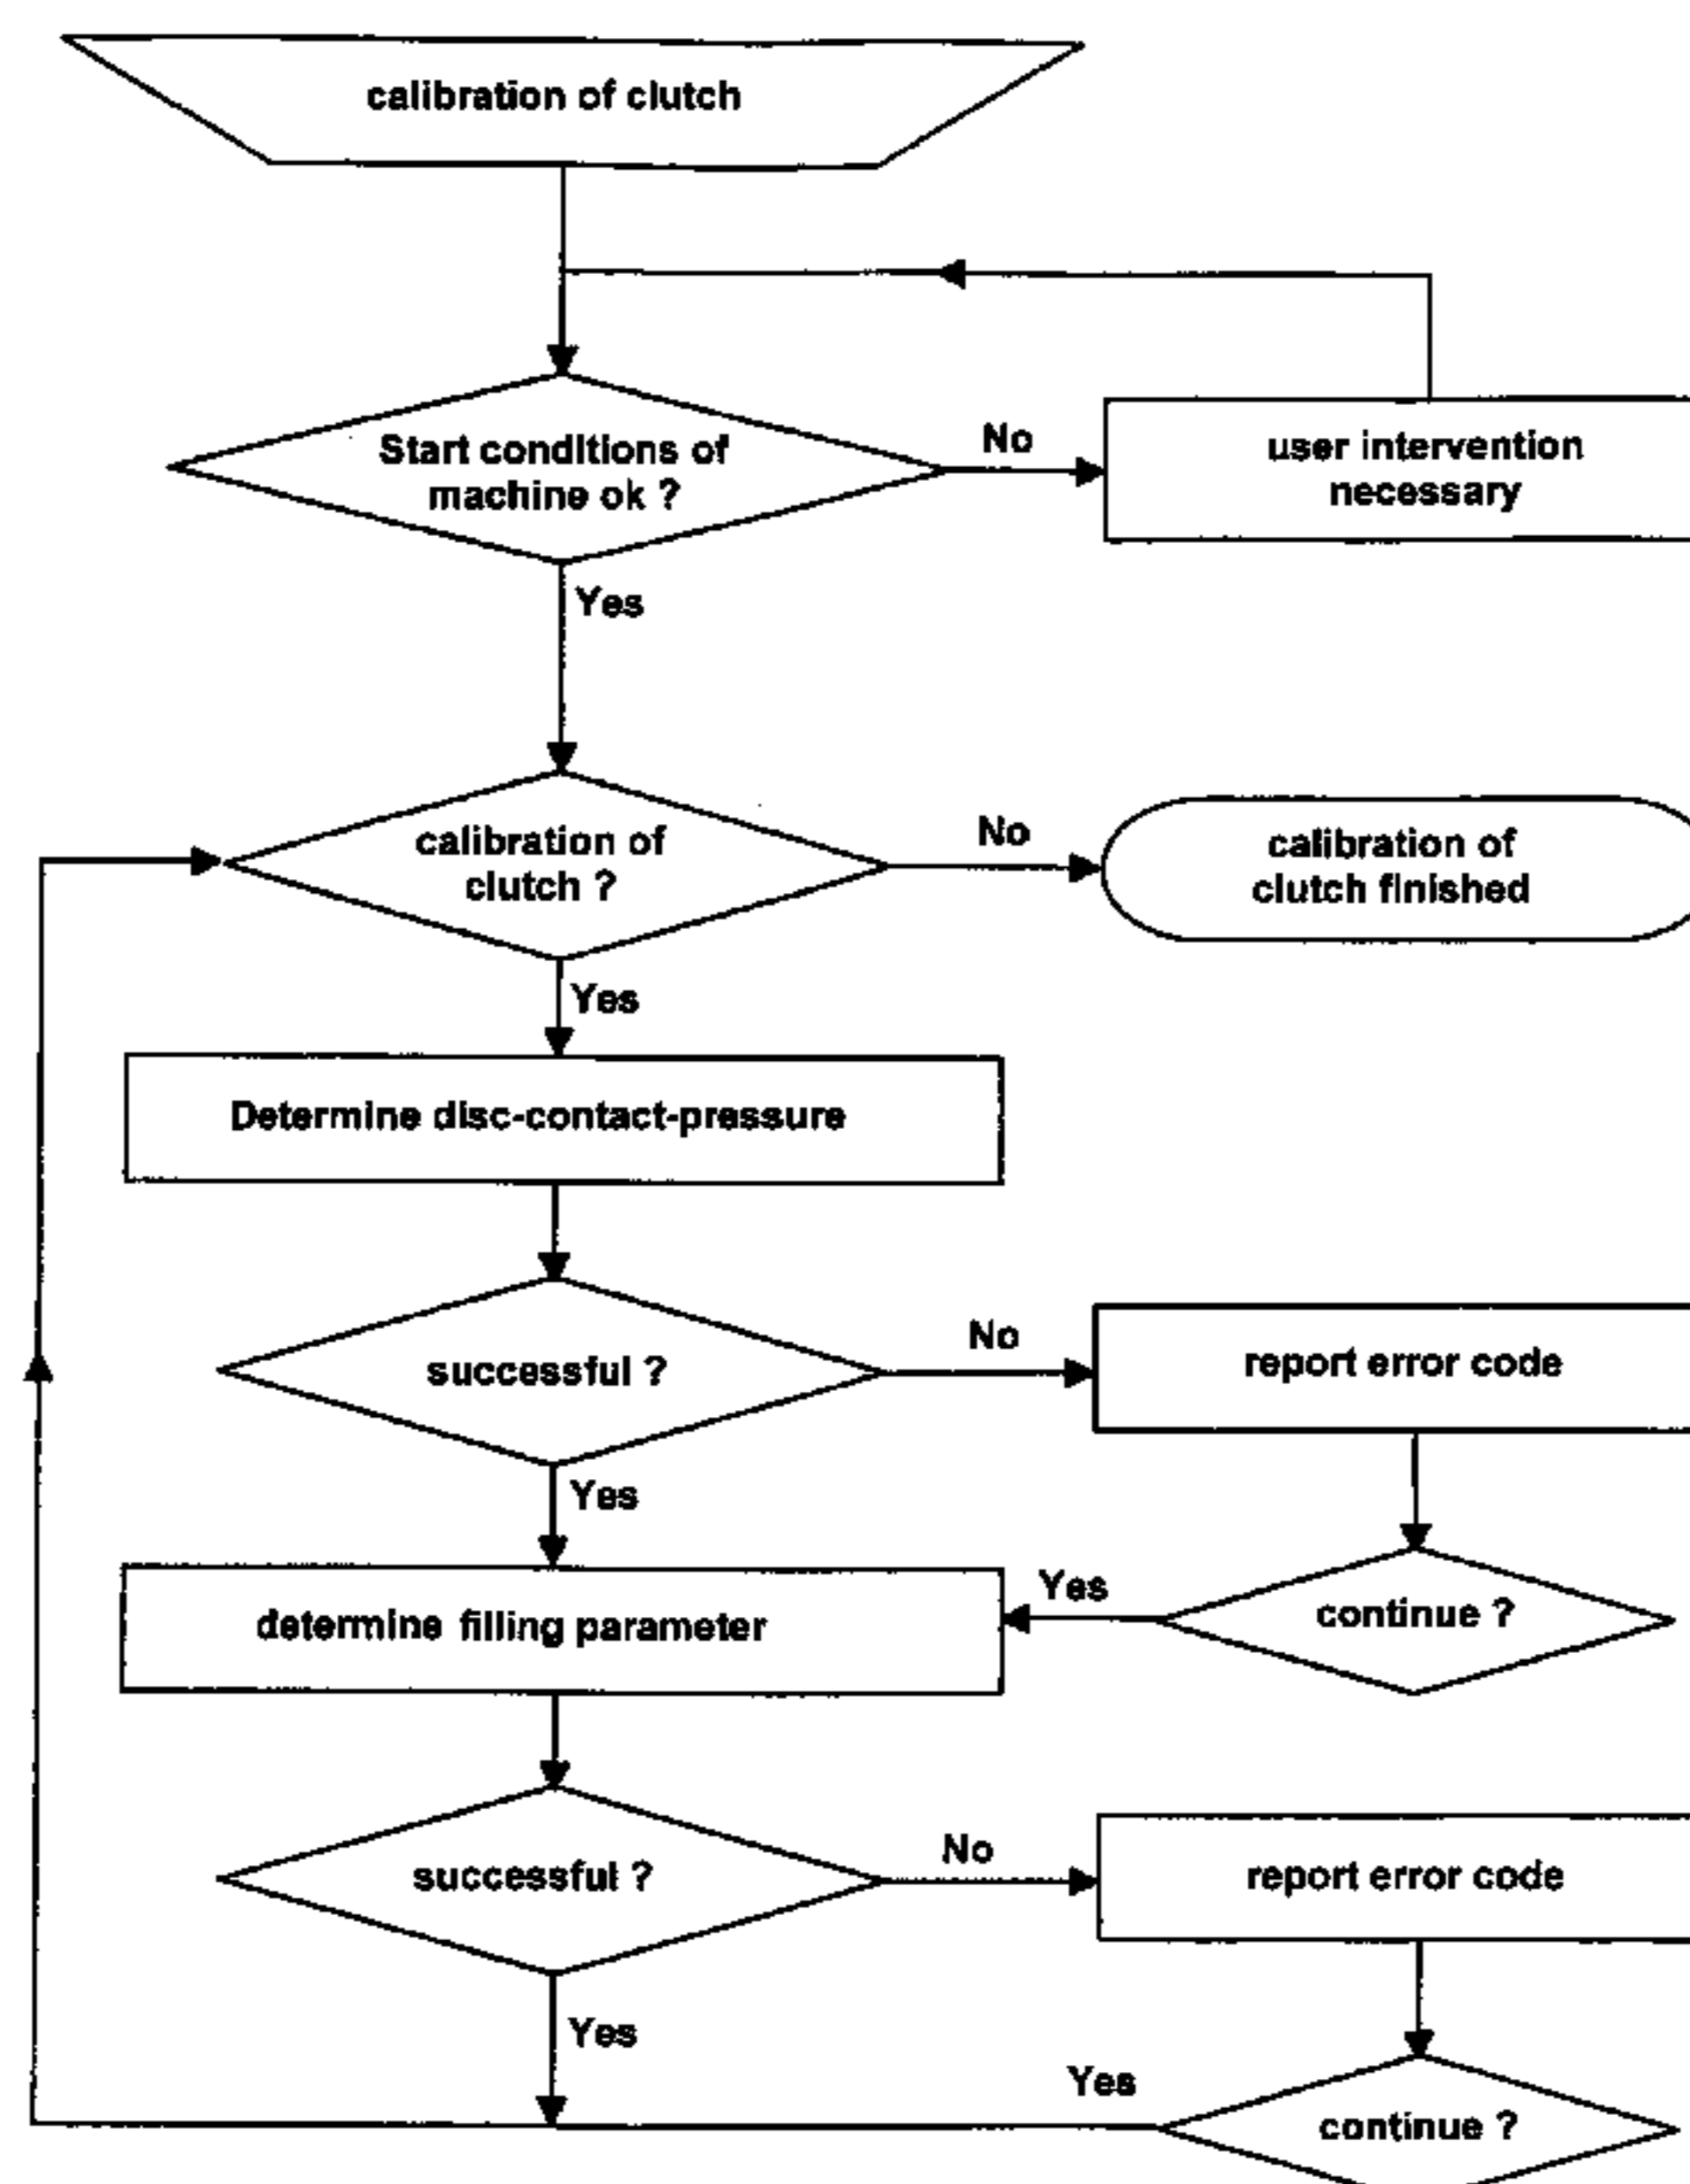 calibration of clutch
Start conditions of
machine ok ?
No
user intervention
necessary
Yes
calibration of
clutch ?
No
calibration of
clutch finished
Yes
Determine disc-contact-pressure
successful ?
No
report error code
Yes
determine filling parameter
Yes
continue ?
successful ?
No
report error code
Yes
Yes
continue ?